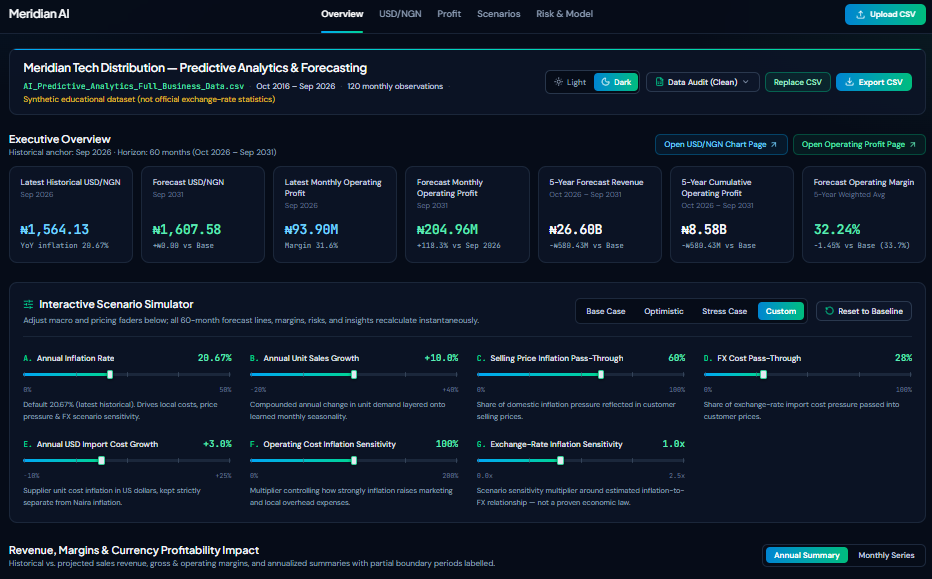 Meridian AI
Overview USD/NGN Profit Scenarios Risk & Model
Upload CSV
Meridian Tech Distribution — Predictive Analytics & Forecasting
AI_Predictive_Analytics_Full_Business_Data.csv · Oct 2016 – Sep 2026 · 120 monthly observations ·
Synthetic educational dataset (not official exchange-rate statistics)
Light Dark Data Audit (Clean) Replace CSV Export CSV
Executive Overview
Historical anchor: Sep 2026 · Horizon: 60 months (Oct 2026 – Sep 2031)
Open USD/NGN Chart Page ↗ Open Operating Profit Page ↗
Latest Historical USD/NGN
Sep 2026
₦1,564.13
YoY inflation 20.67%
Forecast USD/NGN
Sep 2031
₦1,607.58
+₦0.00 vs Base
Latest Monthly Operating
Profit
Sep 2026
₦93.90M
Margin 31.6%
Forecast Monthly
Operating Profit
Sep 2031
₦204.96M
+118.3% vs Sep 2026
5-Year Forecast Revenue
Oct 2026 – Sep 2031
₦26.60B
-₦580.43M vs Base
5-Year Cumulative
Operating Profit
Oct 2026 – Sep 2031
₦8.58B
-₦580.43M vs Base
Forecast Operating Margin
5-Year Weighted Avg
32.24%
-1.45% vs Base (33.7%)
Interactive Scenario Simulator
Adjust macro and pricing faders below; all 60-month forecast lines, margins, risks, and insights recalculate instantaneously.
Base Case Optimistic Stress Case Custom Reset to Baseline
A. Annual Inflation Rate 20.67%
0% 50%
Default 20.67% (latest historical). Drives local costs, price
pressure & FX scenario sensitivity.
B. Annual Unit Sales Growth +10.0%
-20% +40%
Compounded annual change in unit demand layered onto
learned monthly seasonality.
C. Selling Price Inflation Pass-Through 60%
0% 100%
Share of domestic inflation pressure reflected in customer
selling prices.
D. FX Cost Pass-Through 28%
0% 100%
Share of exchange-rate import cost pressure passed into
customer prices.
E. Annual USD Import Cost Growth +3.0%
-10% +25%
Supplier unit cost inflation in US dollars, kept strictly
separate from Naira inflation.
F. Operating Cost Inflation Sensitivity 100%
0% 200%
Multiplier controlling how strongly inflation raises marketing
and local overhead expenses.
G. Exchange-Rate Inflation Sensitivity 1.0x
0.0x 2.5x
Scenario sensitivity multiplier around estimated inflation-to-
FX relationship — not a proven economic law.
Revenue, Margins & Currency Profitability Impact
Historical vs. projected sales revenue, gross & operating margins, and annualized summaries with partial boundary periods labelled.
Annual Summary Monthly Series